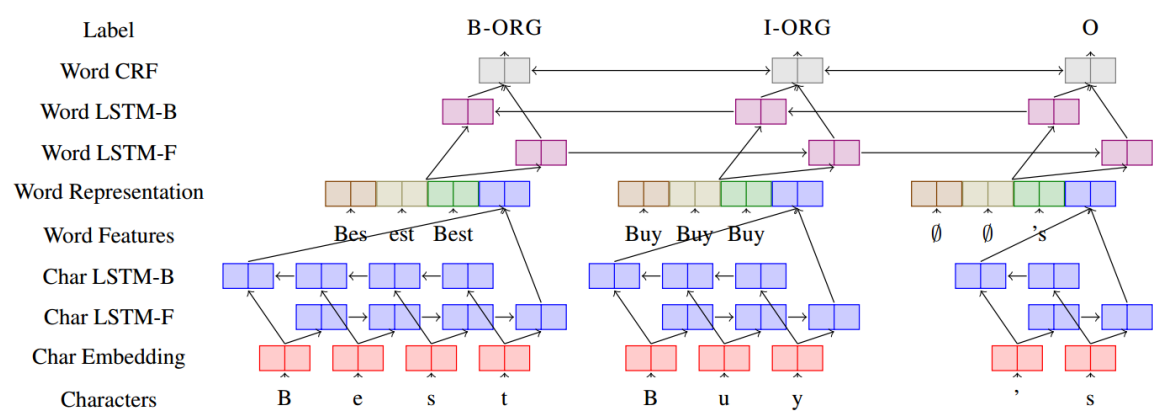 Label B-ORG I-ORG O
Word CRF
Word LSTM-B
Word LSTM-F
Word Representation
Word Features Bes est Best Buy Buy Buy ∅ ∅ ’s
Char LSTM-B
Char LSTM-F
Char Embedding
Characters B e s t B u y ’ s